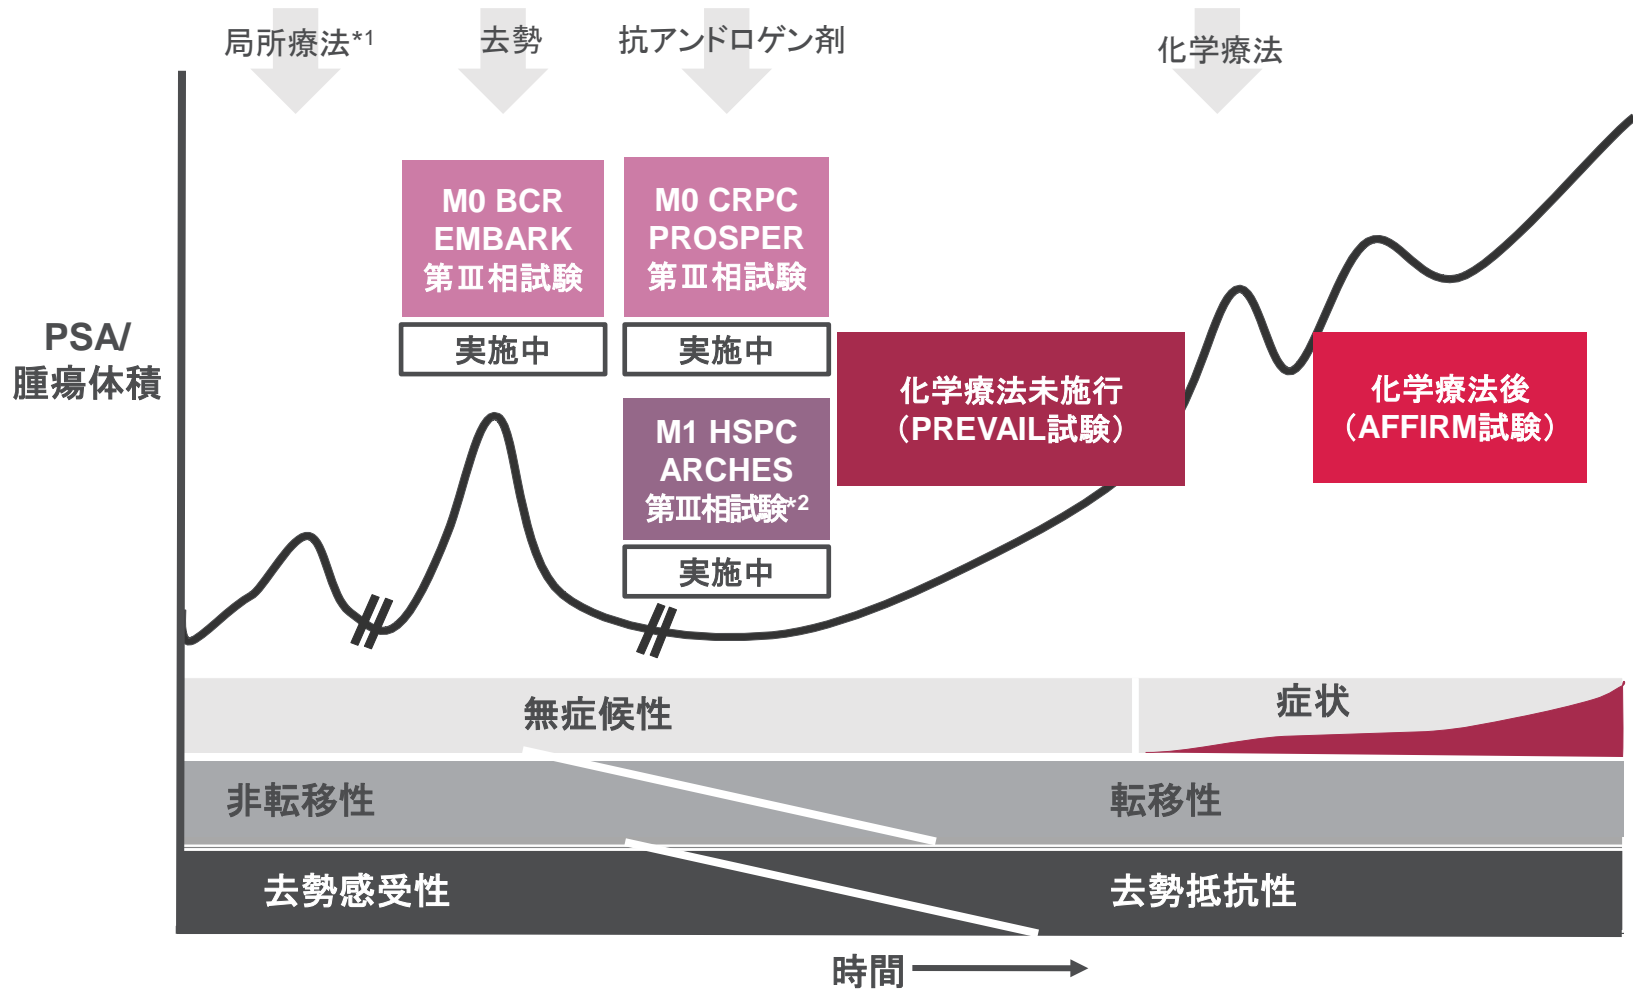 局所療法*1
去勢
抗アンドロゲン剤
化学療法
M0 BCR
EMBARK
第Ⅲ相試験
実施中
M0 CRPC
PROSPER
第Ⅲ相試験
実施中
PSA/
腫瘍体積
化学療法未施行
（PREVAIL試験）
化学療法後
（AFFIRM試験）
M1 HSPC
ARCHES
第Ⅲ相試験*2
実施中
無症候性
症状
非転移性
転移性
去勢感受性
去勢抵抗性
時間